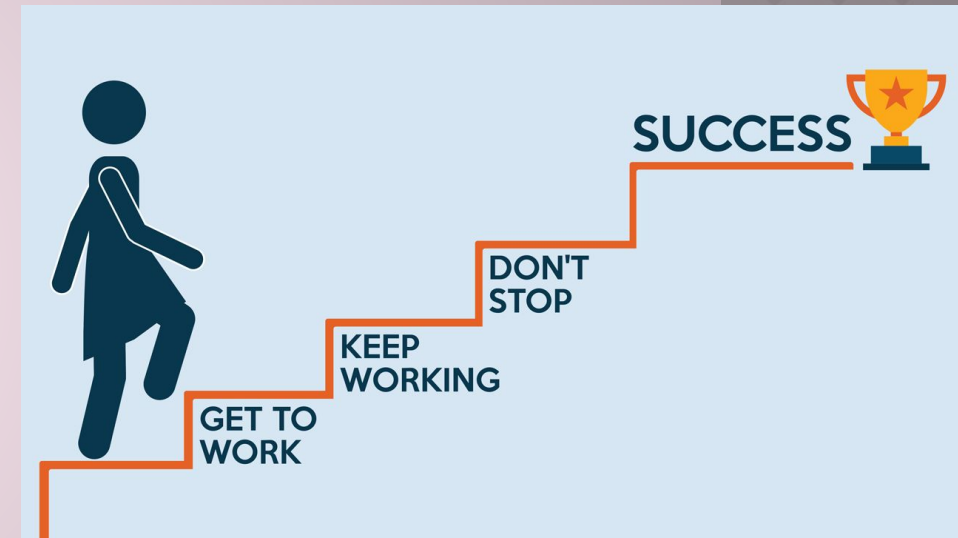 SUCCESS
DON'T
STOP
KEEP
WORKING
GET TO
WORK